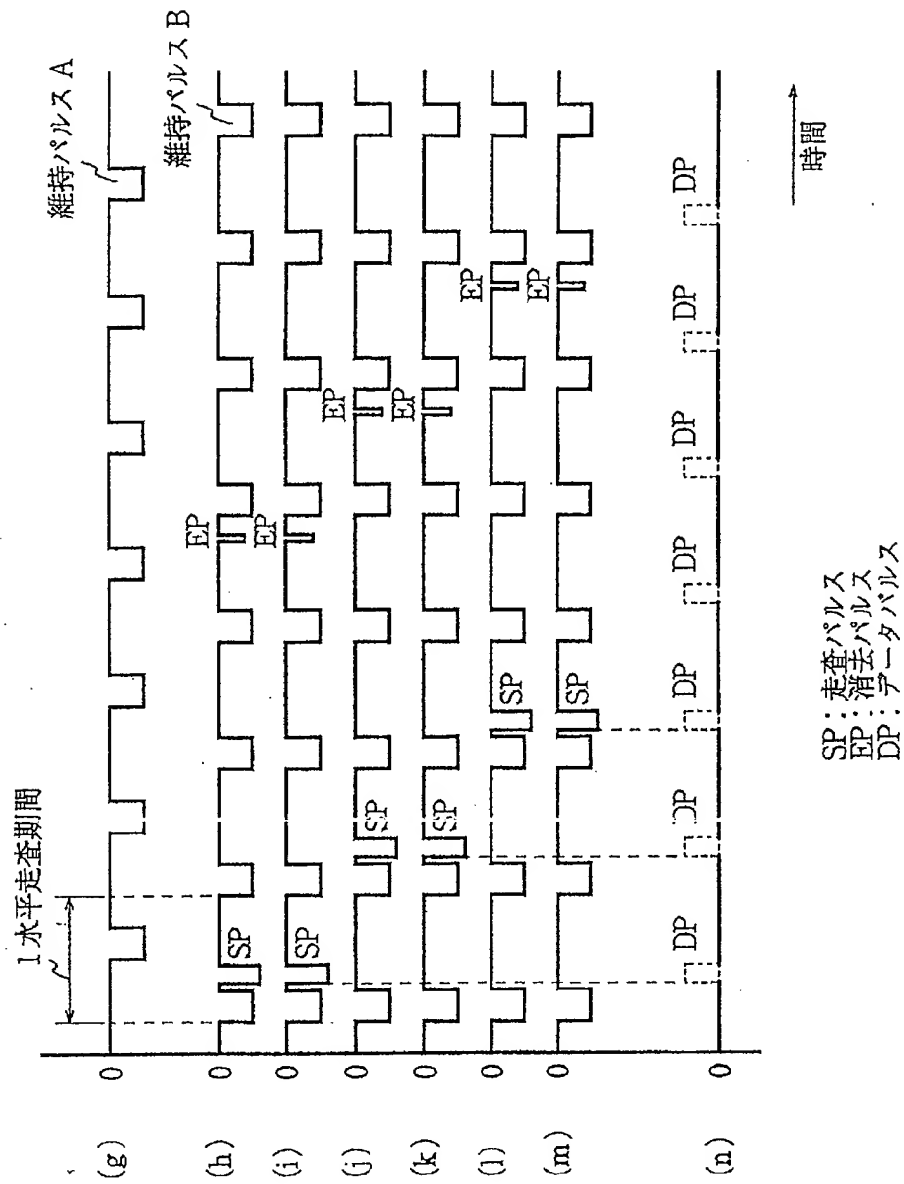 維持パルス A
1水平走査期間
(g) 0
維持パルス B
(h) 0 SP EP
(i) 0 SP EP
(j) 0 SP EP
(k) 0 SP EP
(l) 0 SP EP
(m) 0 SP EP
(n) 0 DP DP DP DP DP DP DP
時間
SP：走査パルス
EP：消去パルス
DP：データパルス